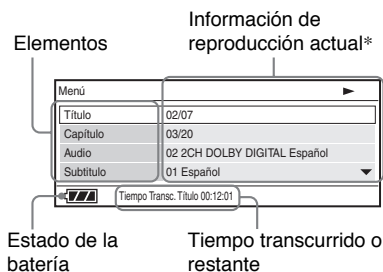 Elementos
Información de
reproducción actual*
Menú
Título 02/07
Capítulo 03/20
Audio 02 2CH DOLBY DIGITAL Español
Subtitulo 01 Español
Tiempo Transc. Título 00:12:01
Estado de la
batería
Tiempo transcurrido o
restante